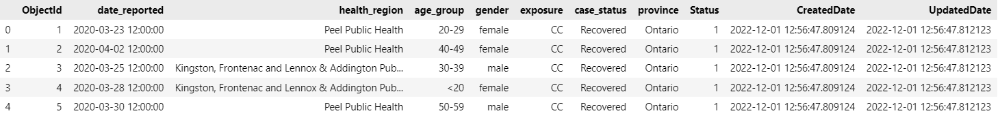 ObjectId date_reported health_region age_group gender exposure case_status province Status CreatedDate UpdatedDate
0 1 2020-03-23 12:00:00 Peel Public Health 20-29 female CC Recovered Ontario 1 2022-12-01 12:56:47.809124 2022-12-01 12:56:47.812123
1 2 2020-04-02 12:00:00 Peel Public Health 40-49 female CC Recovered Ontario 1 2022-12-01 12:56:47.809124 2022-12-01 12:56:47.812123
2 3 2020-03-25 12:00:00 Kingston, Frontenac and Lennox & Addington Pub... 30-39 male CC Recovered Ontario 1 2022-12-01 12:56:47.809124 2022-12-01 12:56:47.812123
3 4 2020-03-28 12:00:00 Kingston, Frontenac and Lennox & Addington Pub... <20 female CC Recovered Ontario 1 2022-12-01 12:56:47.809124 2022-12-01 12:56:47.812123
4 5 2020-03-30 12:00:00 Peel Public Health 50-59 male CC Recovered Ontario 1 2022-12-01 12:56:47.809124 2022-12-01 12:56:47.812123